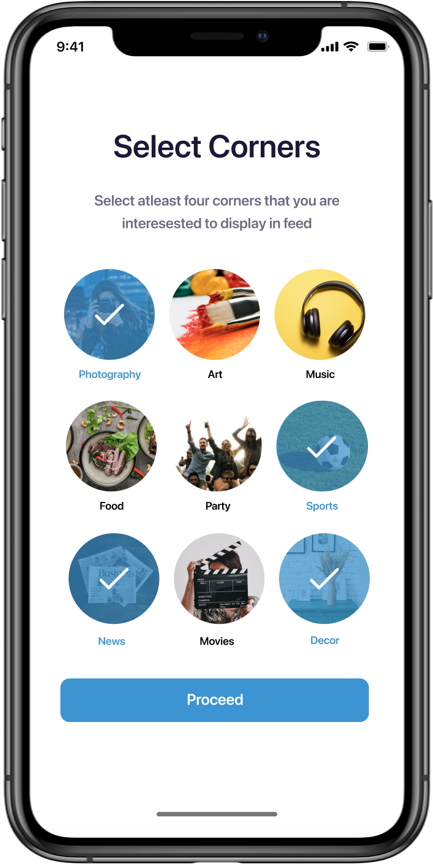 9:41
Select Corners
Select atleast four corners that you are
interesested to display in feed
Photography
Art
Music
Food
Party
Sports
Business
News
Movies
Decor
Proceed